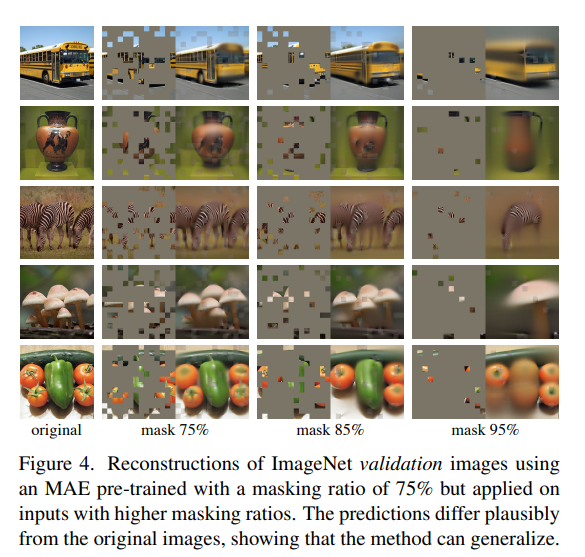 original mask 75% mask 85% mask 95%
Figure 4. Reconstructions of ImageNet validation images using
an MAE pre-trained with a masking ratio of 75% but applied on
inputs with higher masking ratios. The predictions differ plausibly
from the original images, showing that the method can generalize.